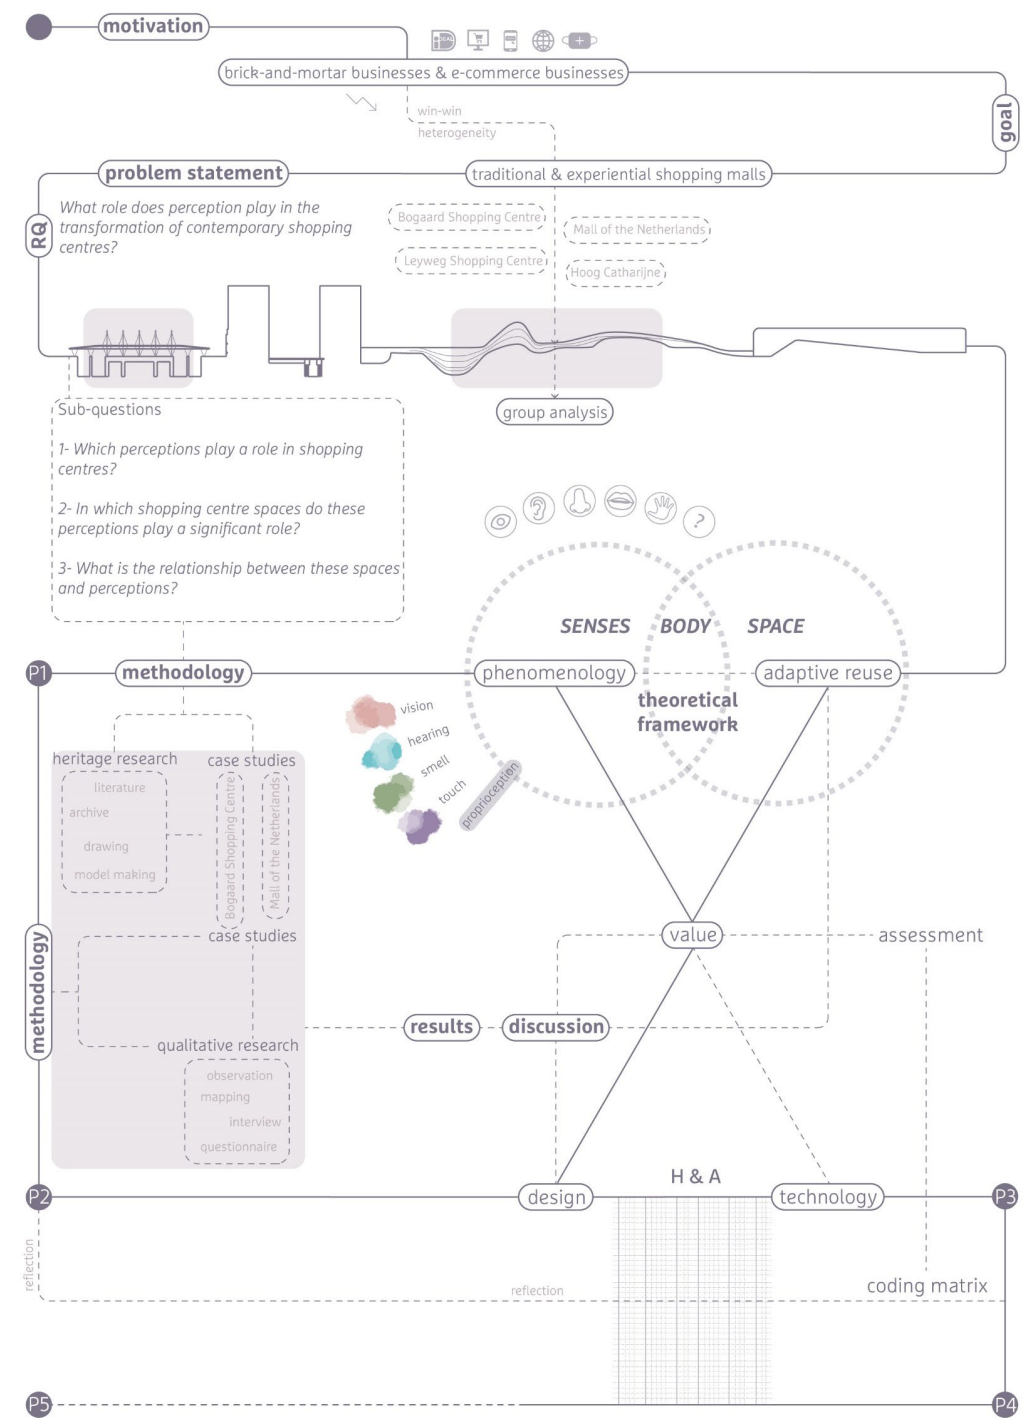 motivation
iDEAL
brick-and-mortar businesses & e-commerce businesses
win-win
heterogeneity
goal
problem statement
traditional & experiential shopping malls
RQ
What role does perception play in the
transformation of contemporary shopping
centres?
Bogaard Shopping Centre
Mall of the Netherlands
Leyweg Shopping Centre
Hoog Catharijne
group analysis
Sub-questions
1- Which perceptions play a role in shopping
centres?
2- In which shopping centre spaces do these
perceptions play a significant role?
3- What is the relationship between these spaces
and perceptions?
?
SENSES BODY SPACE
P1
methodology
phenomenology
adaptive reuse
theoretical
framework
vision
hearing
smell
touch
proprioception
heritage research
case studies
literature
archive
drawing
model making
Bogaard Shopping Centre
Mall of the Netherlands
case studies
methodology
qualitative research
observation
mapping
interview
questionnaire
value
assessment
results
discussion
H & A
P2
design
technology
P3
reflection
reflection
coding matrix
P5
P4